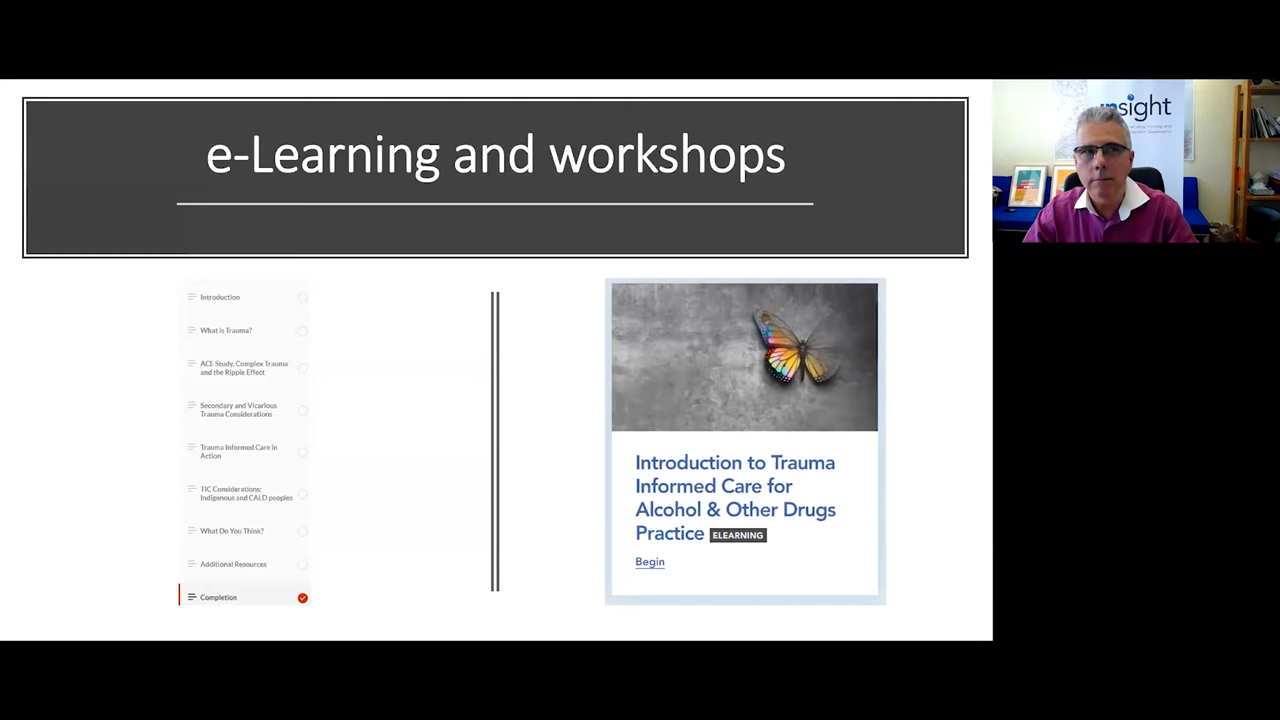 e-Learning and workshops
Introduction
What is Trauma?
ACE Study, Complex Trauma
and the Ripple Effect
Secondary and Vicarious
Trauma Considerations
Trauma Informed Care in
Action
TIC Considerations:
Indigenous and CALD peoples
What Do You Think?
Additional Resources
Completion
Introduction to Trauma
Informed Care for
Alcohol & Other Drugs
Practice ELEARNING
Begin
insight